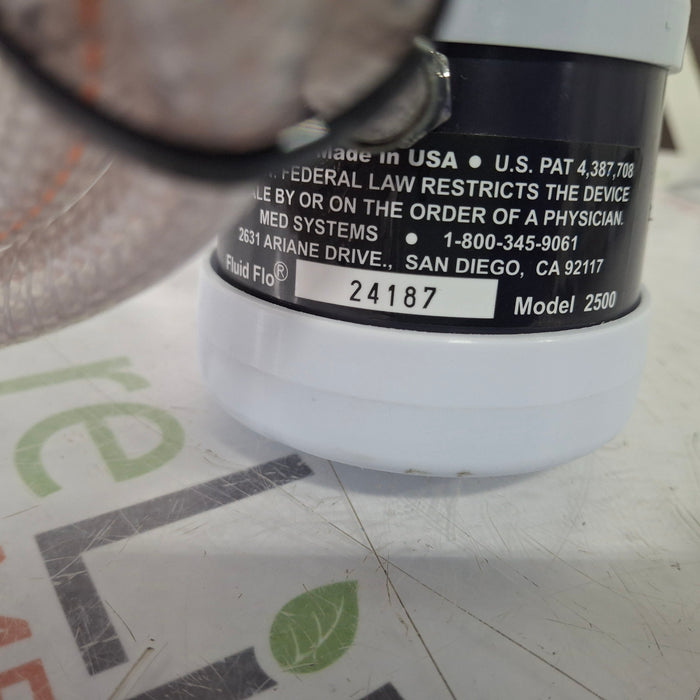 Made in USA ● U.S. PAT 4,387,708
FEDERAL LAW RESTRICTS THE DEVICE
BY OR ON THE ORDER OF A PHYSICIAN.
MED SYSTEMS ● 1-800-345-9061
2631 ARIANE DRIVE., SAN DIEGO, CA 92117
Fluid Flo® 24187 Model 2500
re